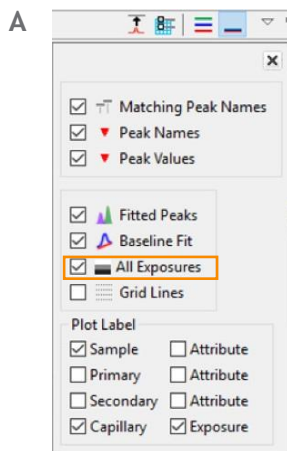 A
Matching Peak Names
Peak Names
Peak Values
Fitted Peaks
Baseline Fit
All Exposures
Grid Lines
Plot Label
Sample Attribute
Primary Attribute
Secondary Attribute
Capillary Exposure